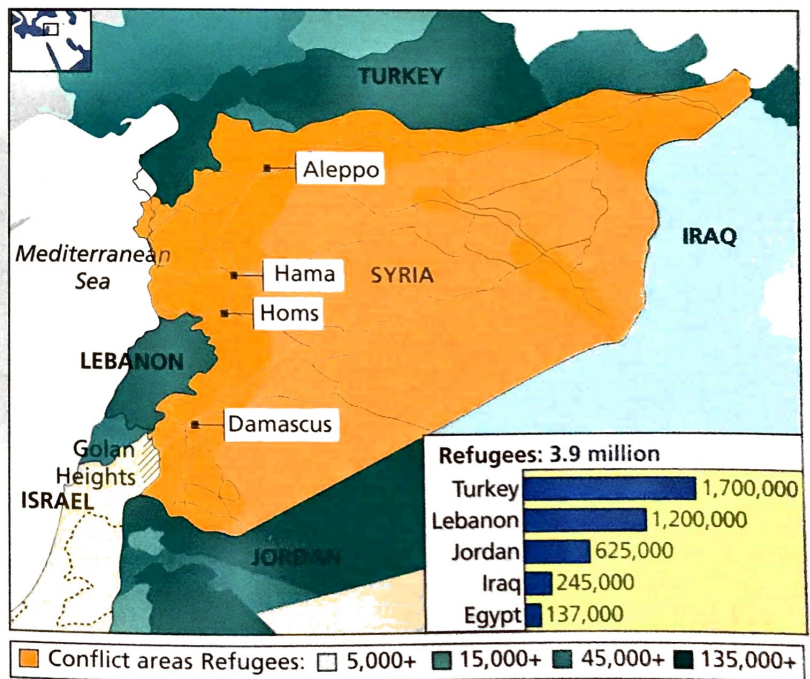 TURKEY
Aleppo
IRAQ
Mediterranean
Sea
Hama
SYRIA
Homs
LEBANON
Damascus
Golan
Heights
ISRAEL
JORDAN
Refugees: 3.9 million
Turkey 1,700,000
Lebanon 1,200,000
Jordan 625,000
Iraq 245,000
Egypt 137,000
Conflict areas Refugees: 5,000+ 15,000+ 45,000+ 135,000+